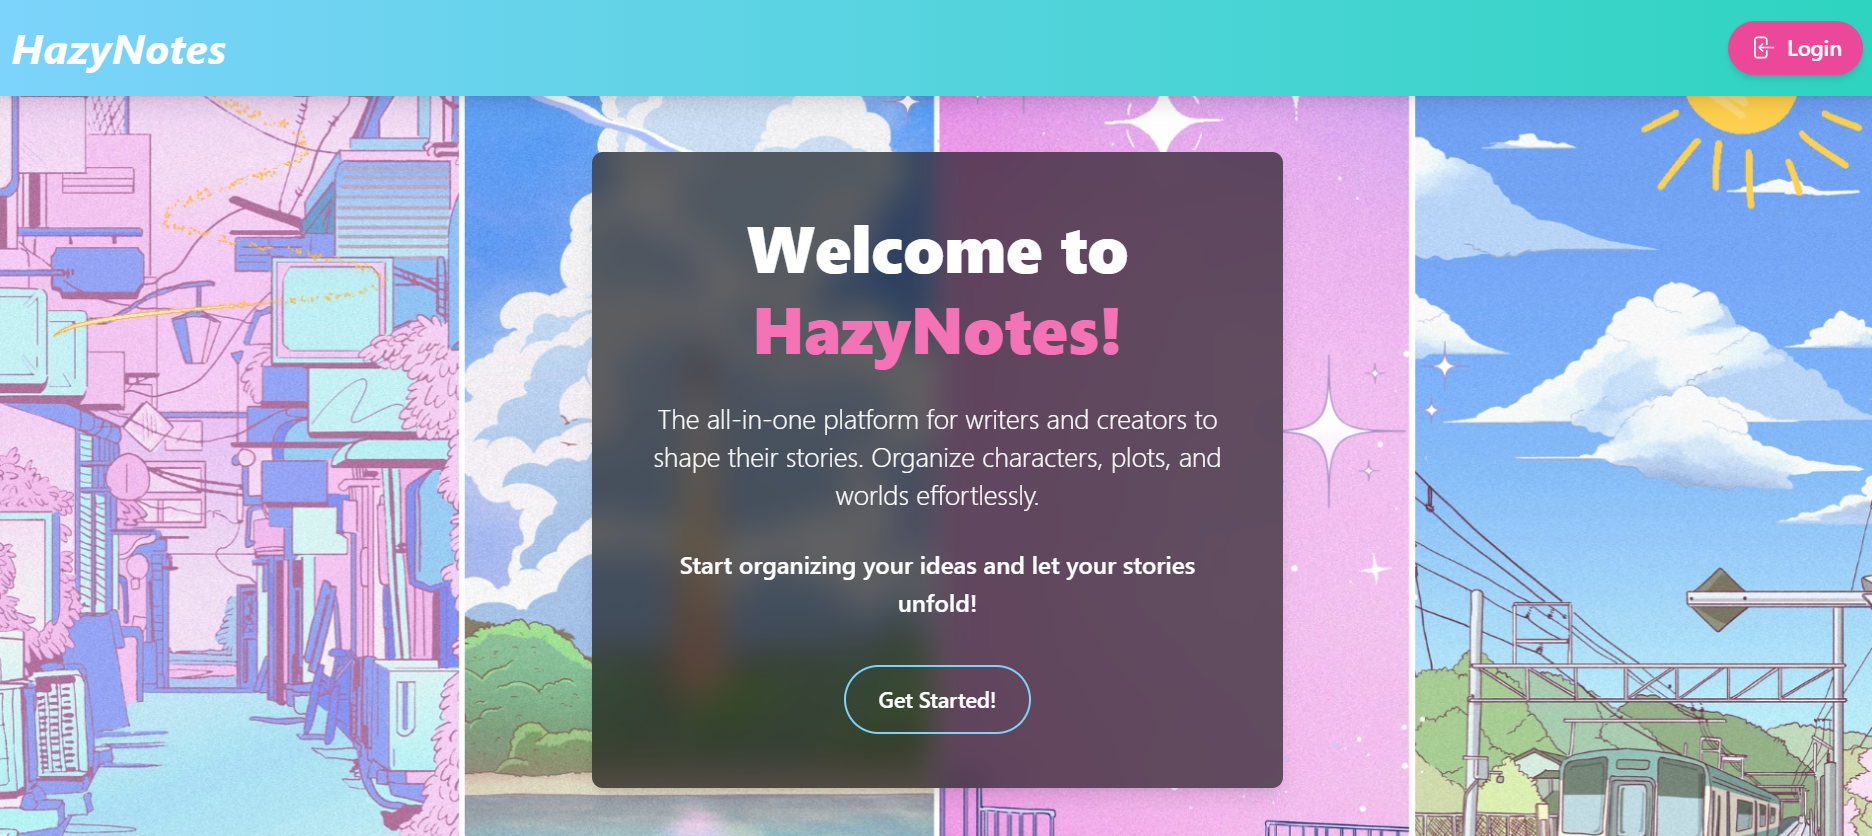 HazyNotes
Login
Welcome to
HazyNotes!
The all-in-one platform for writers and creators to
shape their stories. Organize characters, plots, and
worlds effortlessly.
Start organizing your ideas and let your stories
unfold!
Get Started!